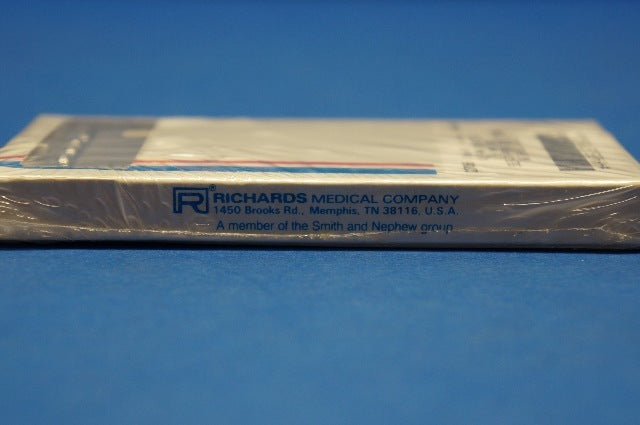 R® RICHARDS MEDICAL COMPANY
1450 Brooks Rd., Memphis, TN 38116, U.S.A.
A member of the Smith and Nephew group